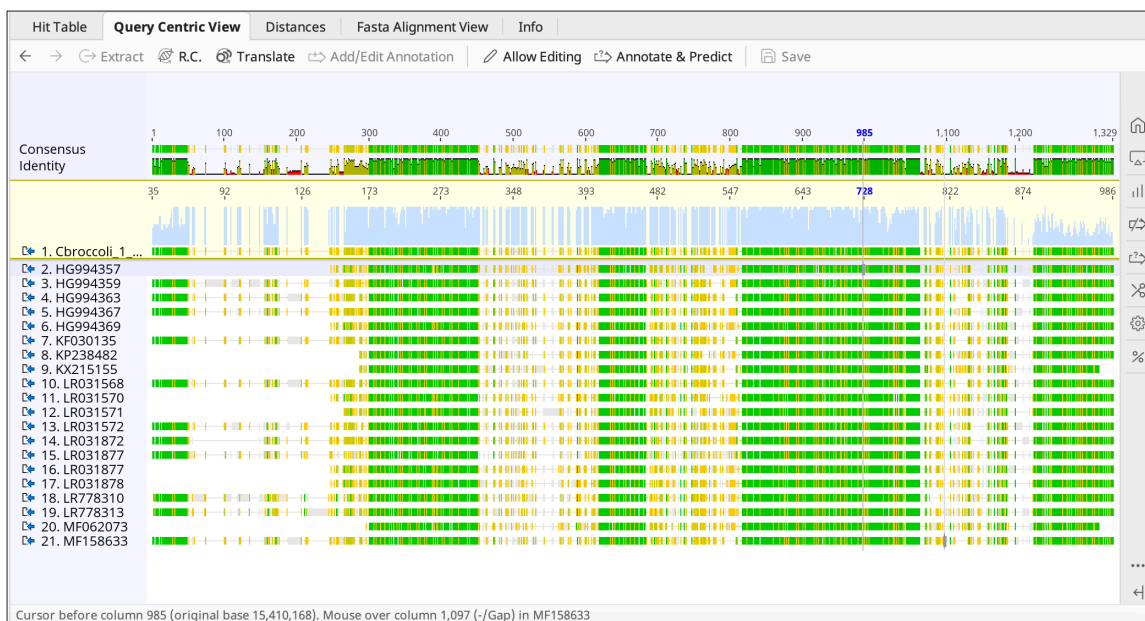 Hit Table Query Centric View Distances Fasta Alignment View Info
Extract R.C. Translate Add/Edit Annotation Allow Editing Annotate & Predict Save
1 100 200 300 400 500 600 700 800 900 985 1,100 1,200 1,329
Consensus
Identity
35 92 126 173 273 348 393 482 547 643 728 822 874 986
1. Cbroccoli_1_...
2. HG994357
3. HG994359
4. HG994363
5. HG994367
6. HG994369
7. KF030135
8. KP238482
9. KX215155
10. LR031568
11. LR031570
12. LR031571
13. LR031572
14. LR031872
15. LR031877
16. LR031877
17. LR031878
18. LR778310
19. LR778313
20. MF062073
21. MF158633
Cursor before column 985 (original base 15,410,168). Mouse over column 1,097 (-/Gap) in MF158633